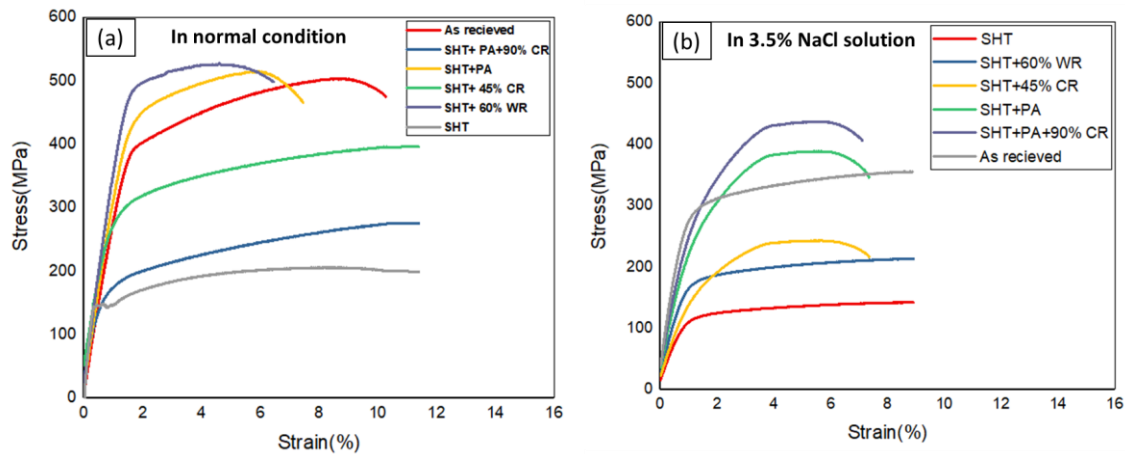 (a)
In normal condition
As recieved
SHT+ PA+90% CR
SHT+PA
SHT+ 45% CR
SHT+ 60% WR
SHT
Stress(MPa)
600
500
400
300
200
100
0
0 2 4 6 8 10 12 14 16
Strain(%)
(b)
In 3.5% NaCl solution
SHT
SHT+60% WR
SHT+45% CR
SHT+PA
SHT+PA+90% CR
As recieved
Stress(MPa)
600
500
400
300
200
100
0
0 2 4 6 8 10 12 14 16
Strain(%)